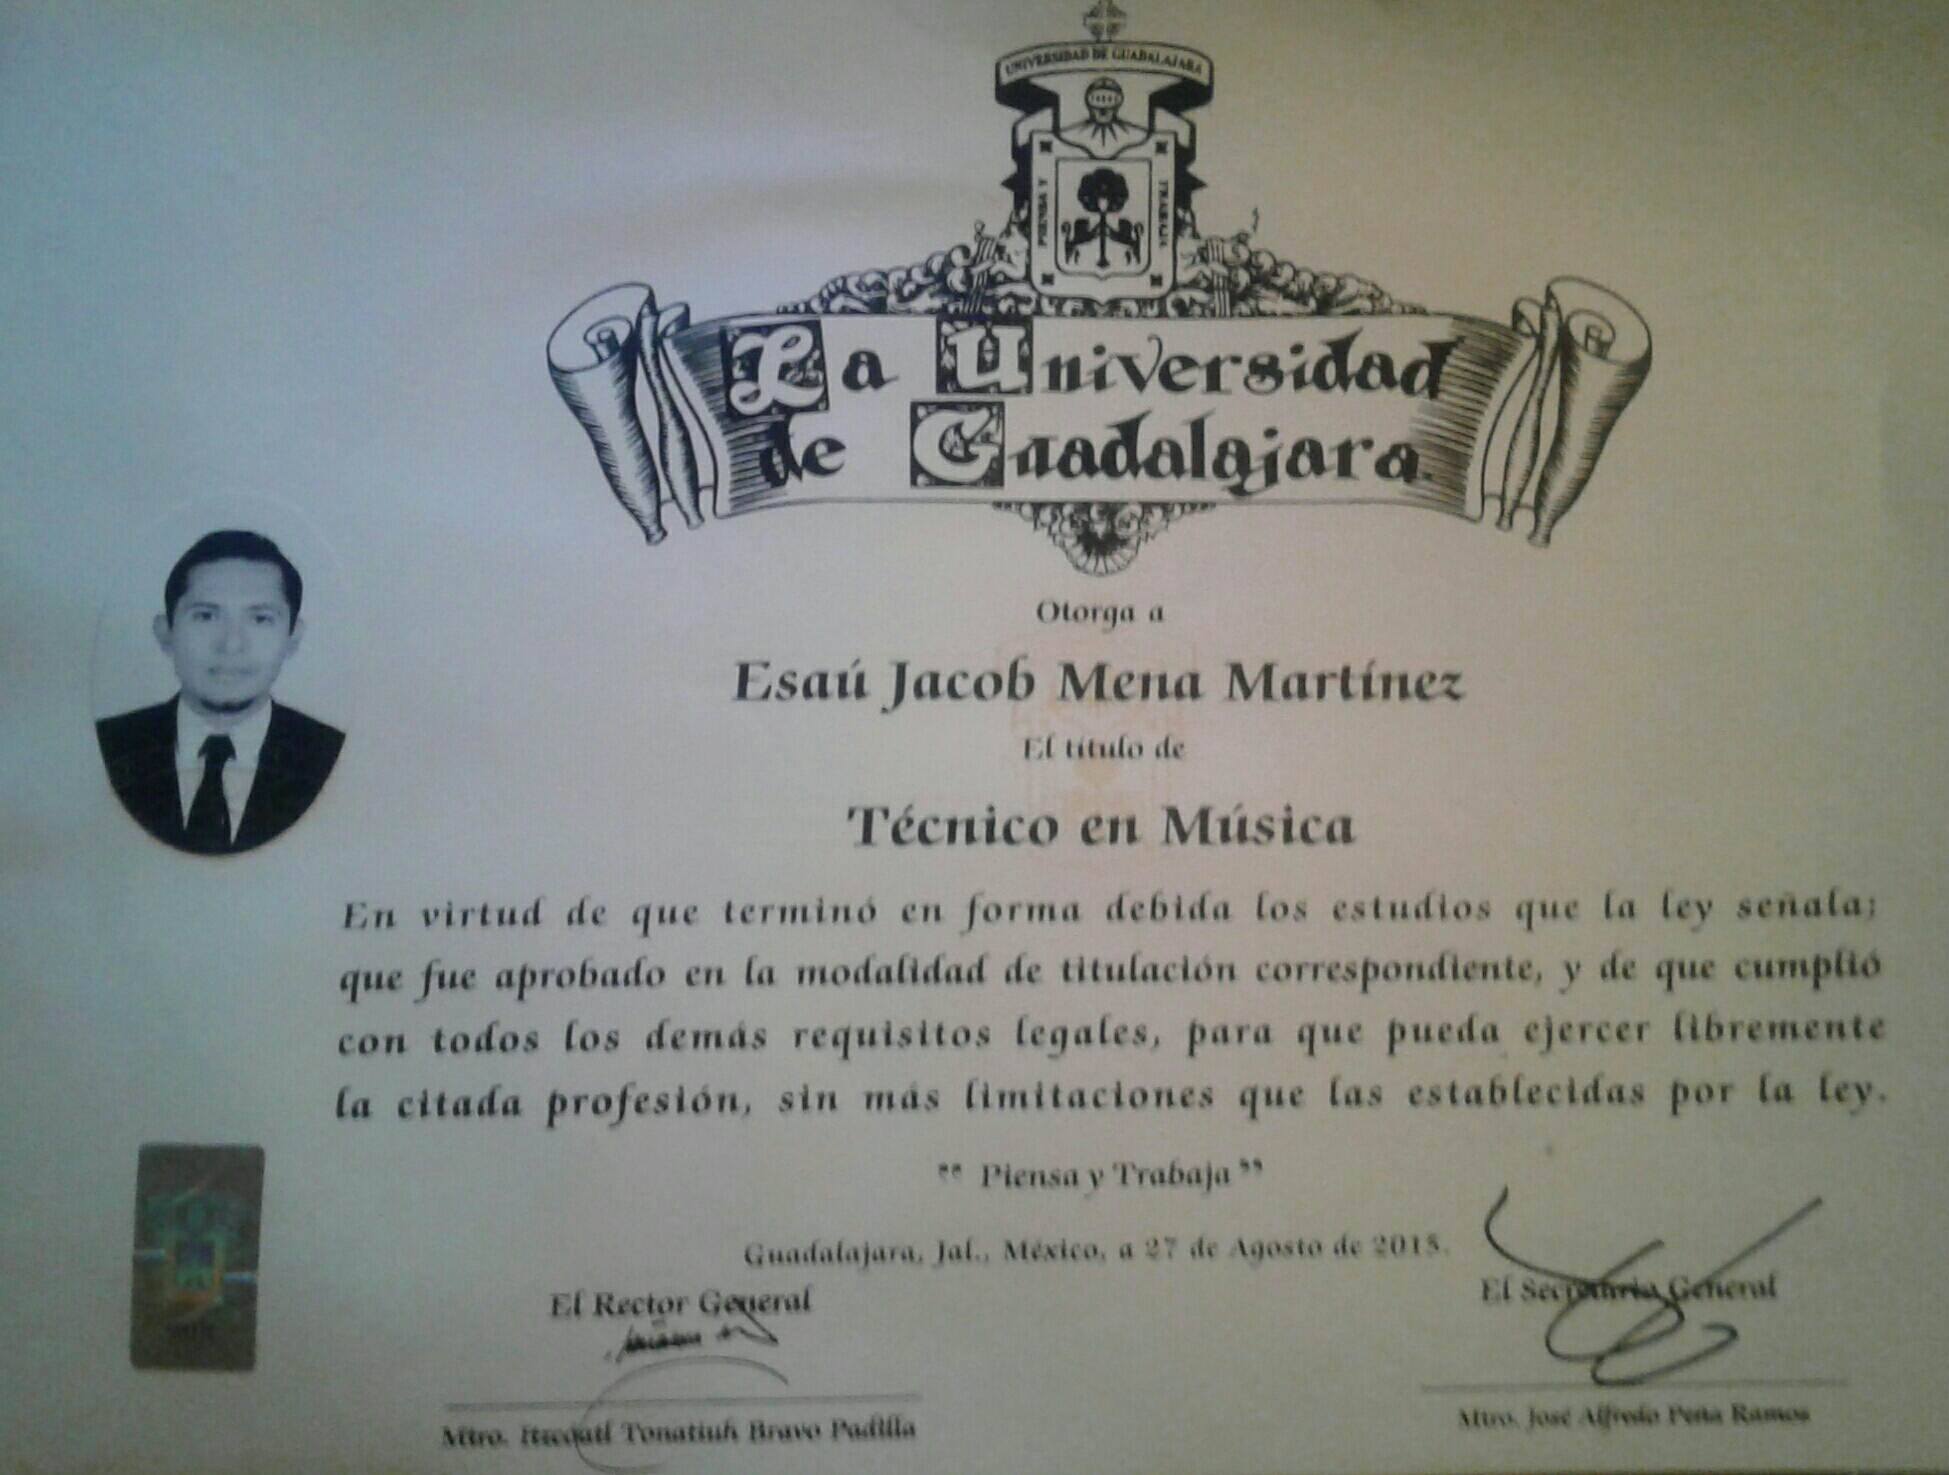 UNIVERSIDAD DE GUADALAJARA
PIENSA Y
TRABAJA
La Universidad
de Guadalajara
Otorga a
Esaú Jacob Mena Martínez
El título de
Técnico en Música
En virtud de que terminó en forma debida los estudios que la ley señala;
que fue aprobado en la modalidad de titulación correspondiente, y de que cumplió
con todos los demás requisitos legales, para que pueda ejercer libremente
la citada profesión, sin más limitaciones que las establecidas por la ley.
“ Piensa y Trabaja ”
Guadalajara, Jal., México, a 27 de Agosto de 2015.
El Rector General
El Secretario General
Mtro. Itzcóatl Tonatiuh Bravo Padilla
Mtro. José Alfredo Peña Ramos